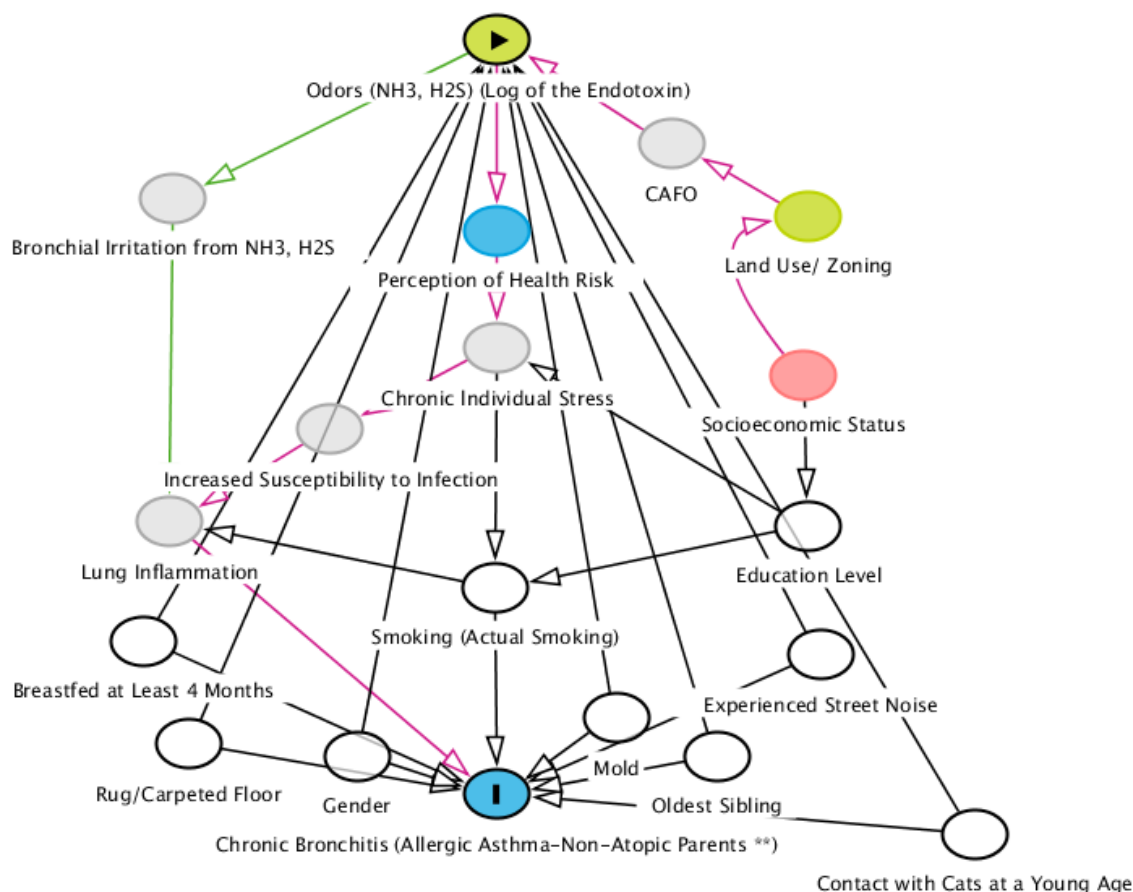 Odors (NH3, H2S) (Log of the Endotoxin)
CAFO
Bronchial Irritation from NH3, H2S
Land Use/ Zoning
Perception of Health Risk
Chronic Individual Stress
Socioeconomic Status
Increased Susceptibility to Infection
Lung Inflammation
Education Level
Smoking (Actual Smoking)
Breastfed at Least 4 Months
Experienced Street Noise
Mold
Rug/Carpeted Floor
Gender
Oldest Sibling
Chronic Bronchitis (Allergic Asthma-Non-Atopic Parents **)
Contact with Cats at a Young Age